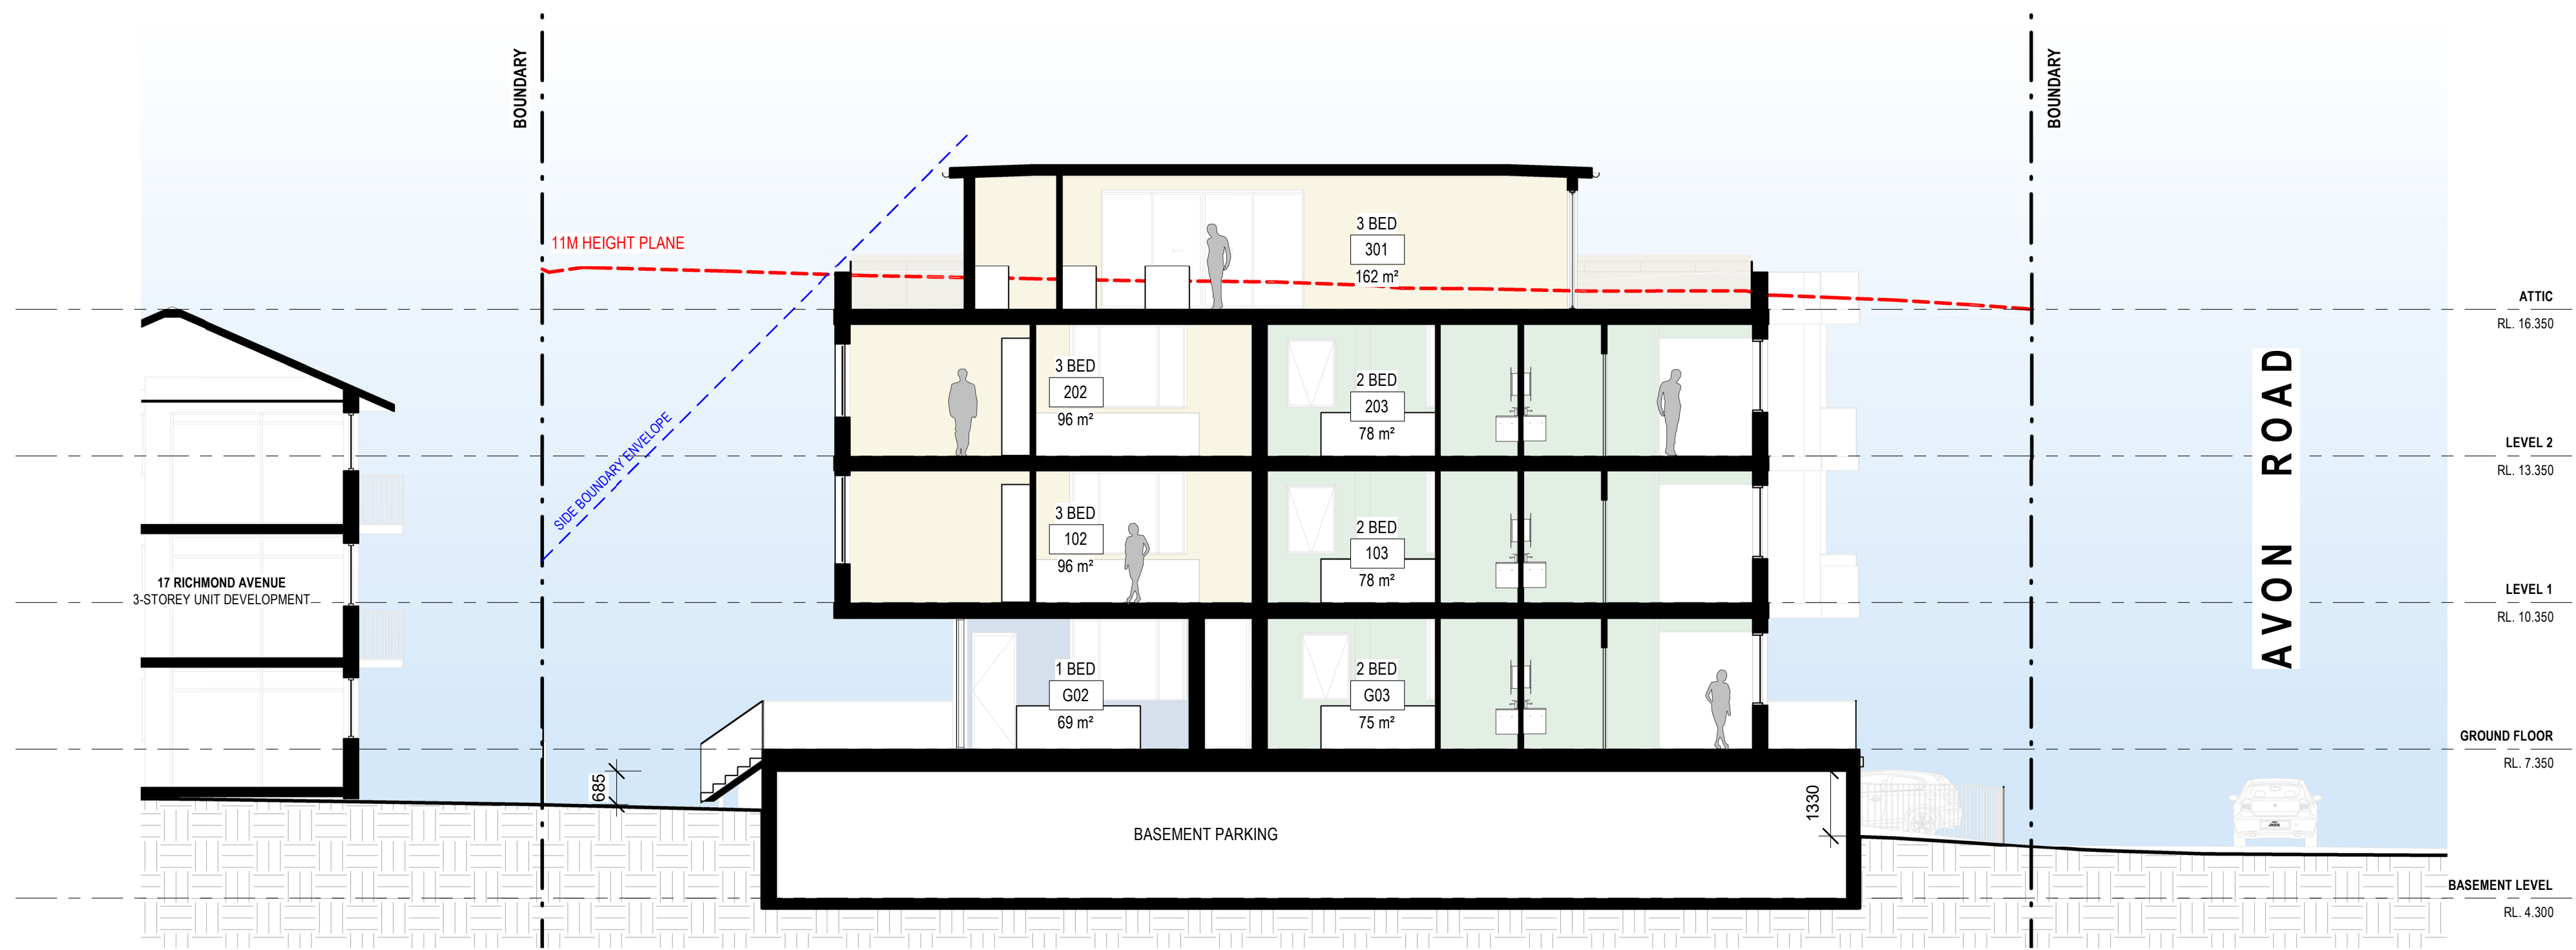 BOUNDARY
BOUNDARY
11M HEIGHT PLANE
3 BED
301
162 m²
ATTIC
RL. 16.350
SIDE BOUNDARY ENVELOPE
3 BED
202
96 m²
2 BED
203
78 m²
AVON ROAD
LEVEL 2
RL. 13.350
17 RICHMOND AVENUE
3-STOREY UNIT DEVELOPMENT
3 BED
102
96 m²
2 BED
103
78 m²
LEVEL 1
RL. 10.350
1 BED
G02
69 m²
2 BED
G03
75 m²
GROUND FLOOR
RL. 7.350
685
1330
BASEMENT PARKING
BASEMENT LEVEL
RL. 4.300